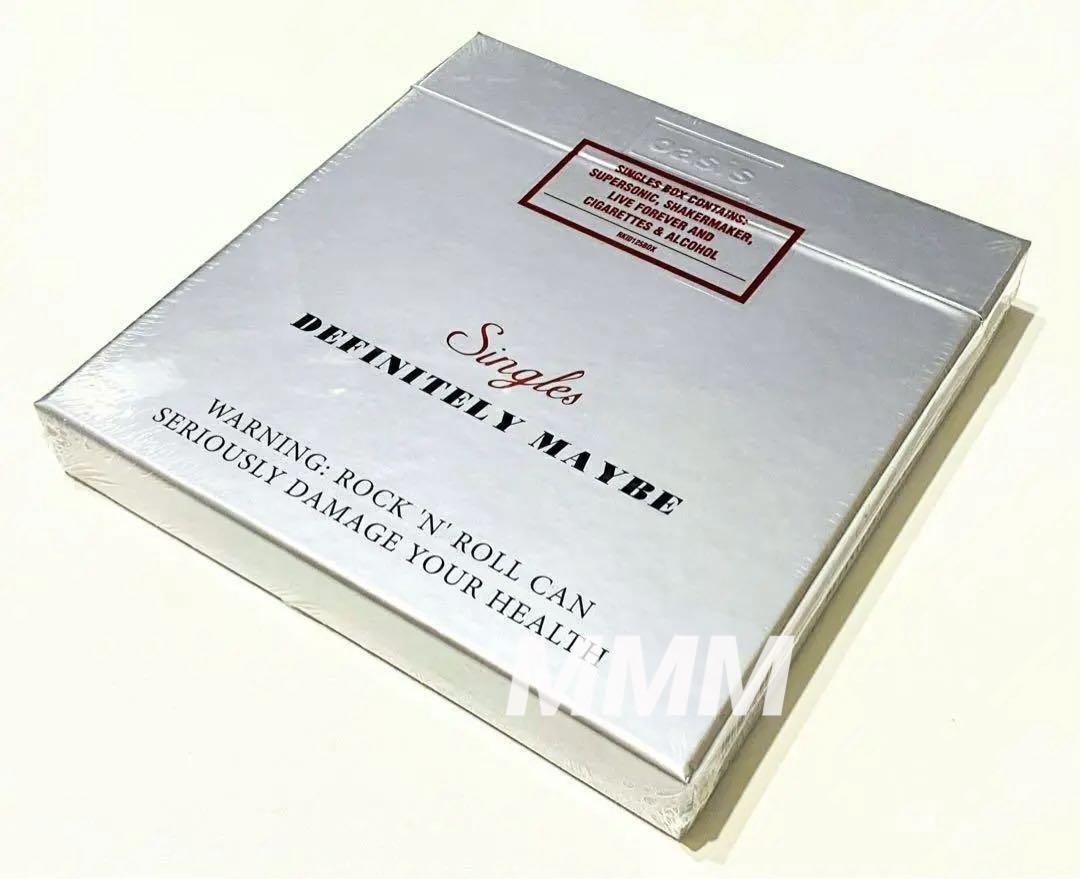 oasis
SINGLES BOX CONTAINS:
SUPERSONIC, SHAKERMAKER,
LIVE FOREVER AND
CIGARETTES & ALCOHOL
RKID125BOX
Singles
DEFINITELY MAYBE
WARNING: ROCK 'N' ROLL CAN
SERIOUSLY DAMAGE YOUR HEALTH
MMM